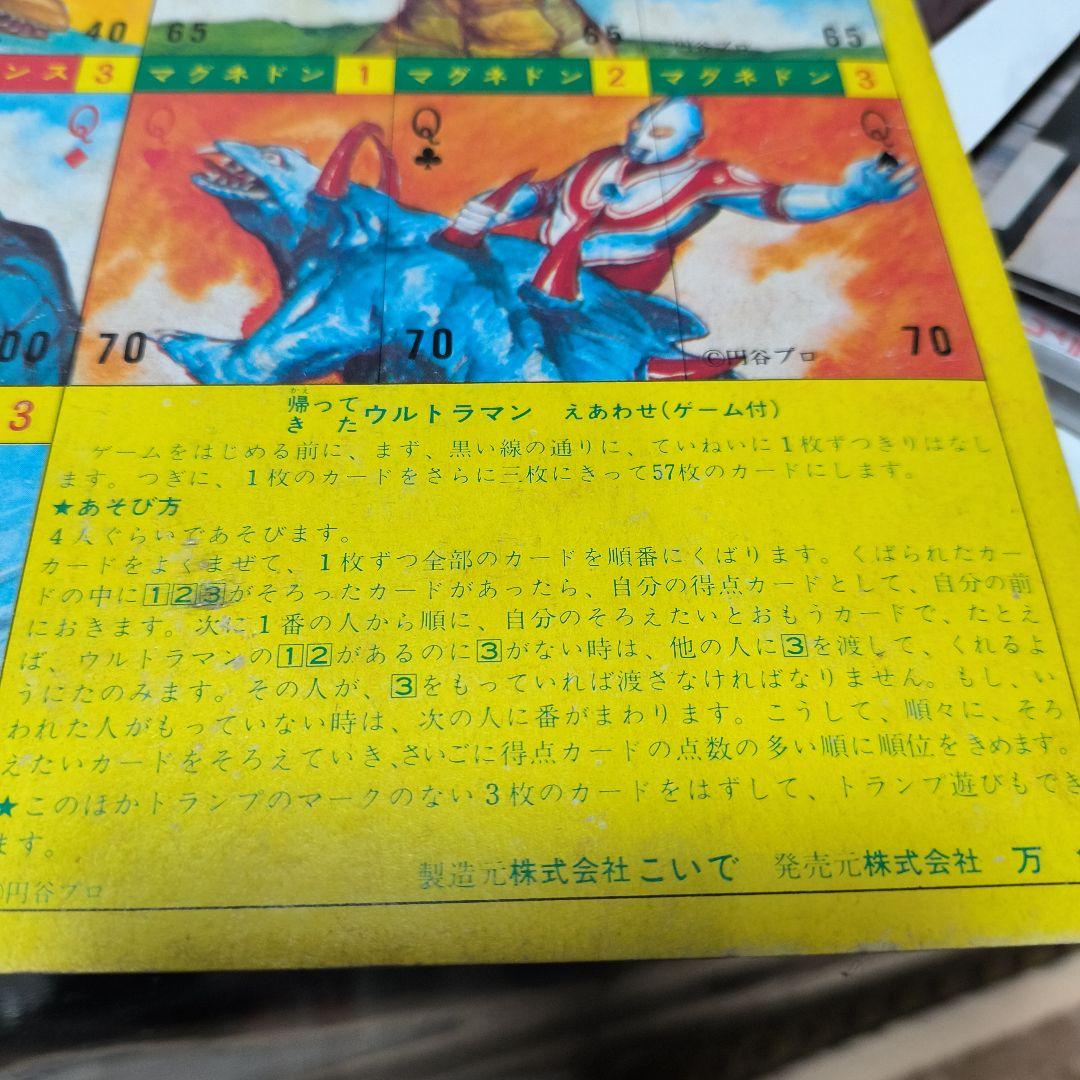 40
65
65
©円谷プロ
65
ンス 3
マグネドン 1
マグネドン 2
マグネドン 3
Q
Q
Q
Q
00
70
70
©円谷プロ
70
3
かえ
帰って
きた
ウルトラマン えあわせ(ゲーム付)
ゲームをはじめる前に、まず、黒い線の通りに、ていねいに1枚ずつきりはなし
ます。つぎに、1枚のカードをさらに三枚にきって57枚のカードにします。
★あそび方
4人ぐらいであそびます。
カードをよくまぜて、1枚ずつ全部のカードを順番にくばります。くばられたカー
ドの中に123がそろったカードがあったら、自分の得点カードとして、自分の前
におきます。次に1番の人から順に、自分のそろえたいとおもうカードで、たとえ
ば、ウルトラマンの12があるのに3がない時は、他の人に3を渡して、くれるよ
うにたのみます。その人が、3をもっていれば渡さなければなりません。もし、い
われた人がもっていない時は、次の人に番がまわります。こうして、順々に、そろ
えたいカードをそろえていき、さいごに得点カードの点数の多い順に順位をきめます。
★このほかトランプのマークのない3枚のカードをはずして、トランプ遊びもでき
ます。
©円谷プロ
製造元株式会社こいで 発売元株式会社 万